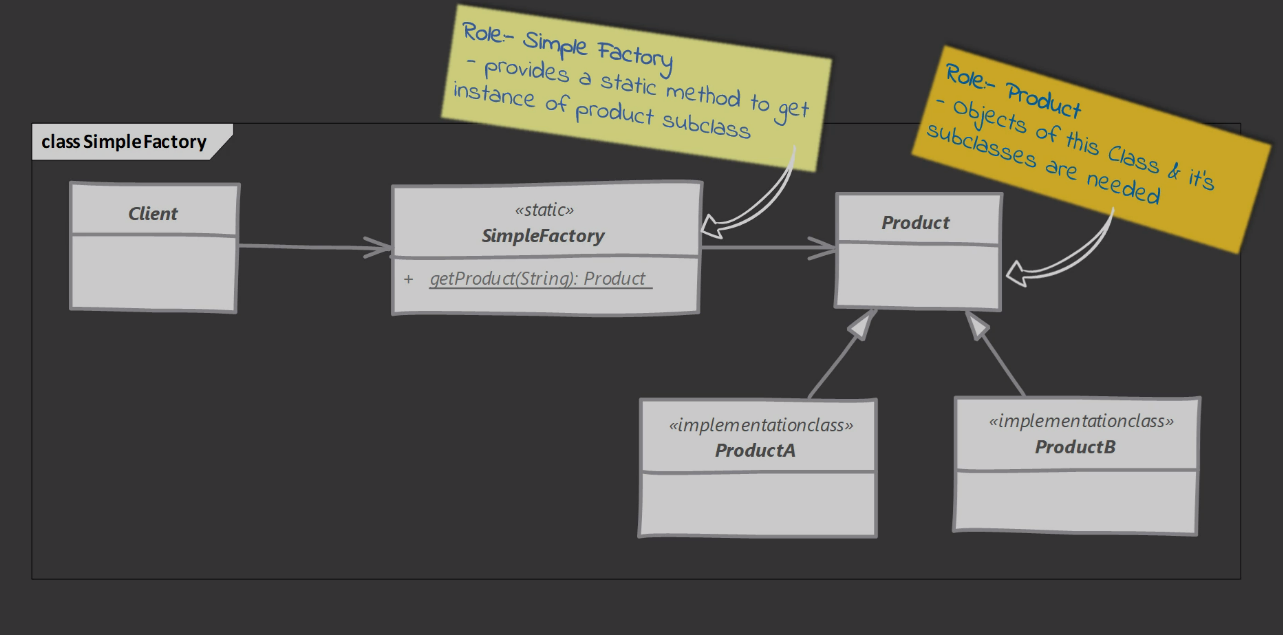 Role:- Simple Factory
- provides a static method to get
instance of product subclass
Role:- Product
- Objects of this Class & it's
subclasses are needed
class SimpleFactory
Client
«static»
SimpleFactory
+ getProduct(String): Product
Product
«implementationclass»
ProductA
«implementationclass»
ProductB